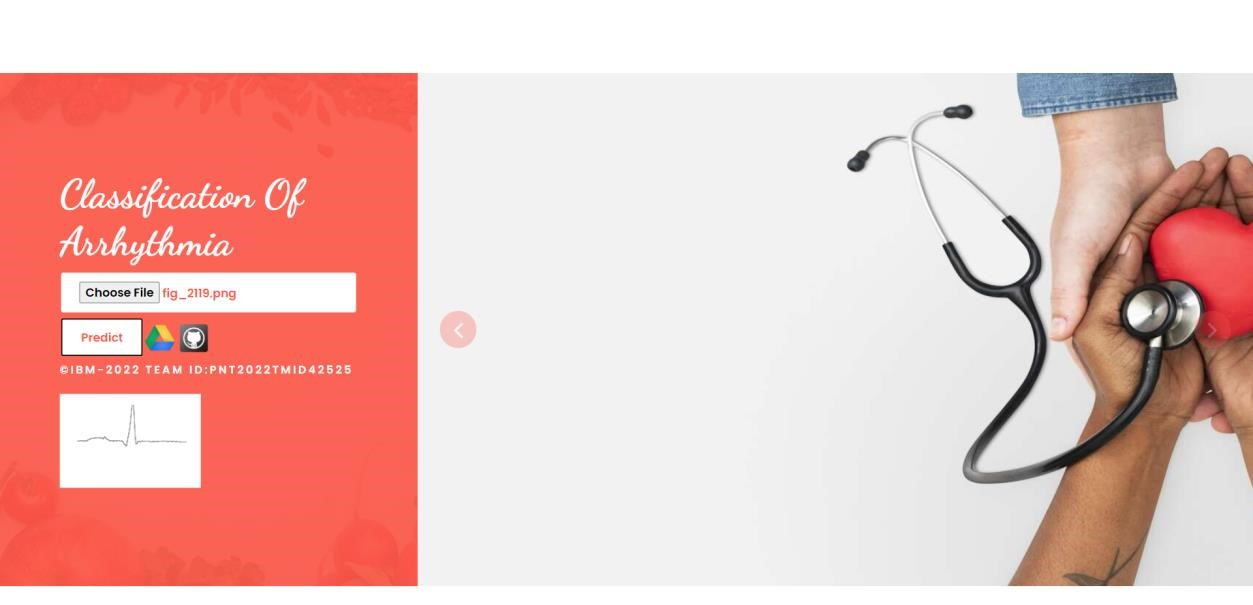 Classification Of
Arrhythmia
Choose File fig_2119.png
Predict
©IBM-2022 TEAM ID:PNT2022TMID42525